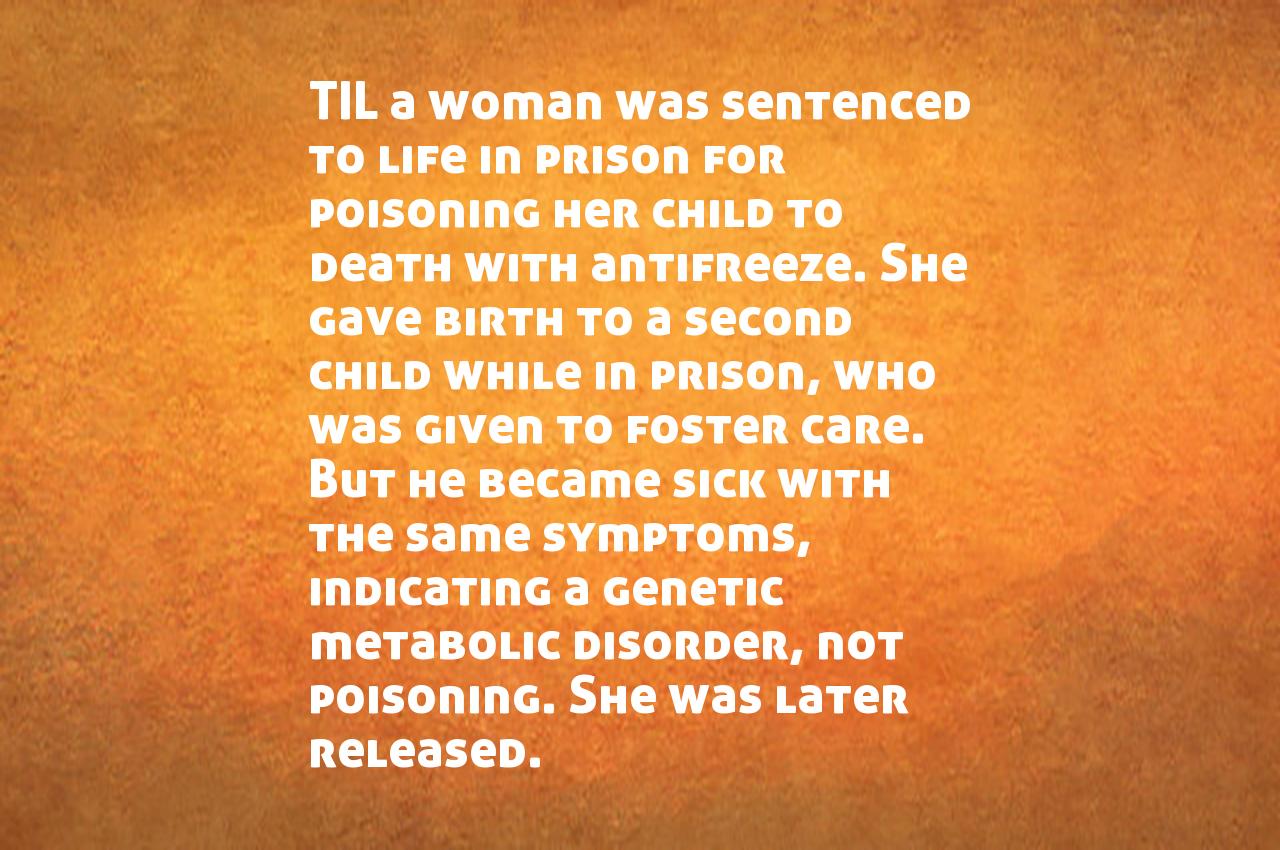 TIL a woman was sentenced
to life in prison for
poisoning her child to
death with antifreeze. She
gave birth to a second
child while in prison, who
was given to foster care.
But he became sick with
the same symptoms,
indicating a genetic
metabolic disorder, not
poisoning. She was later
released.